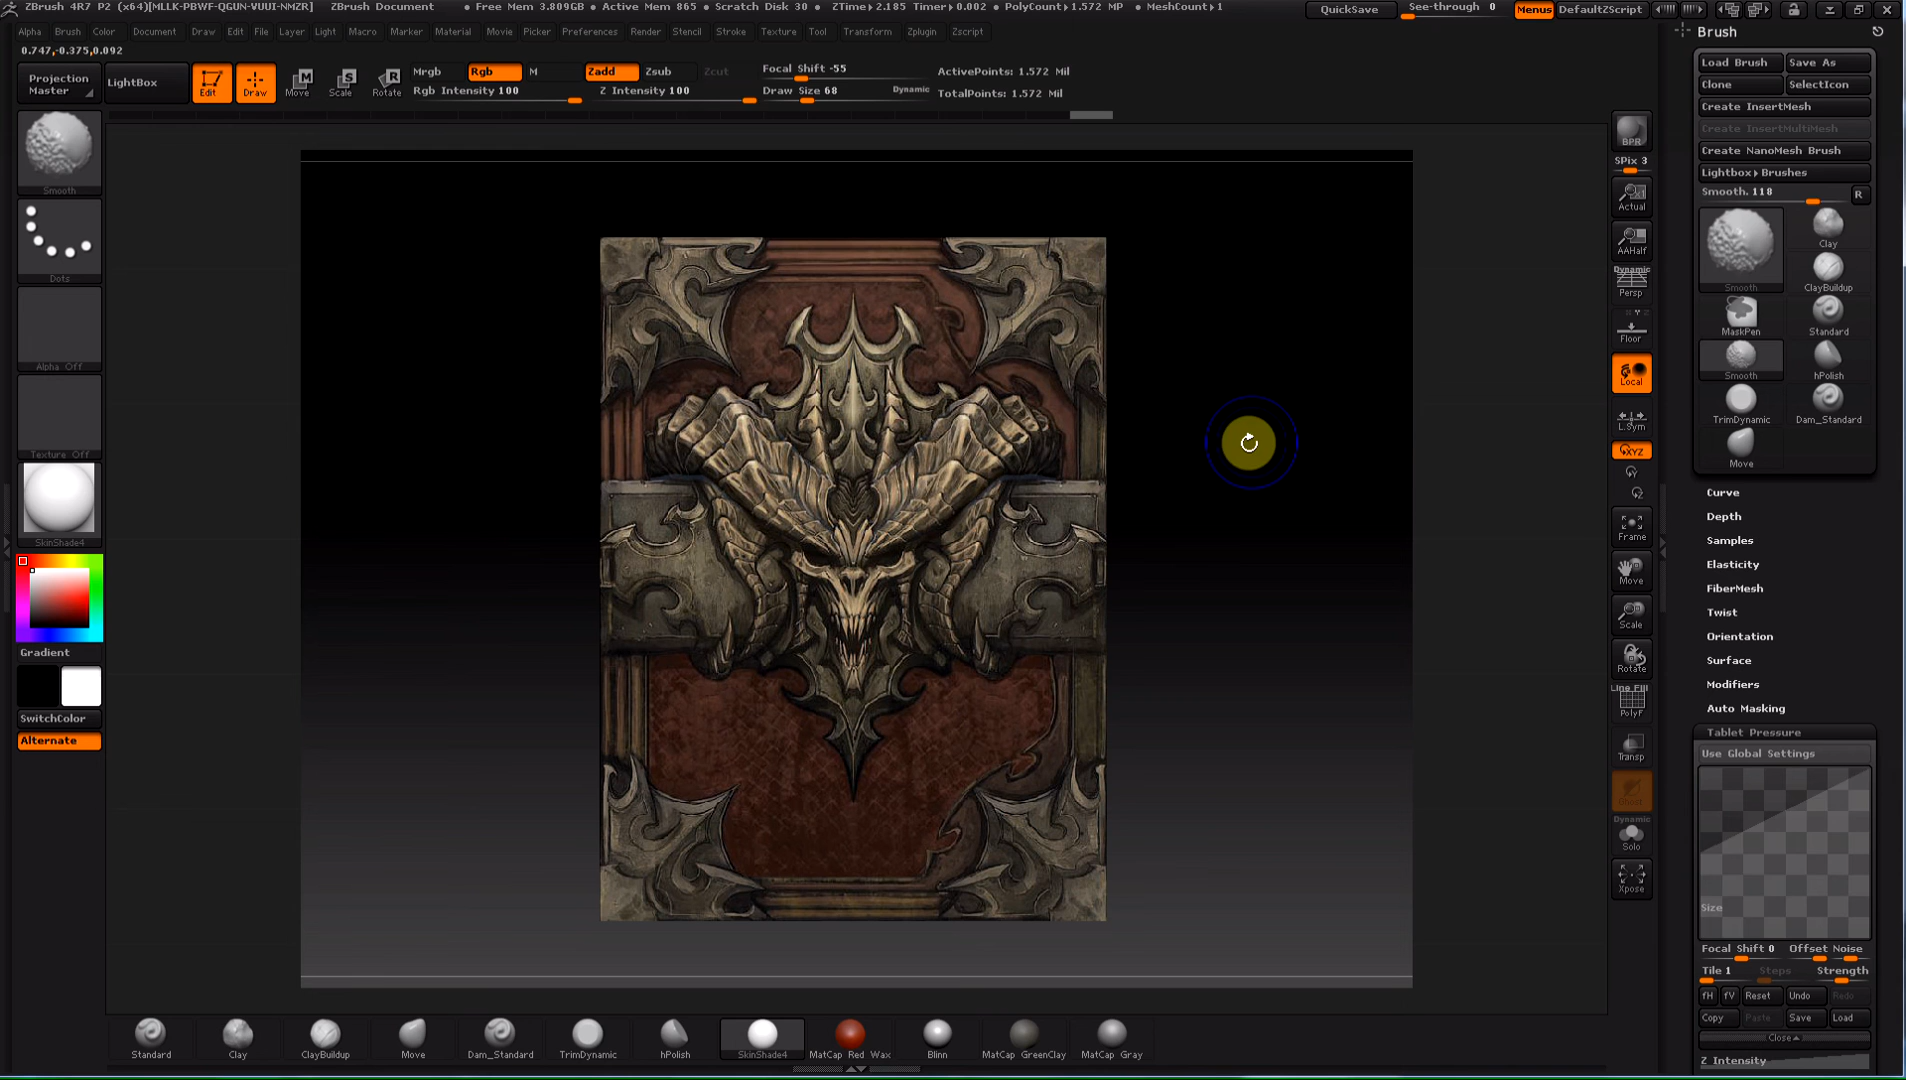 ZBrush 4R7 P2 (x64)[MLLK-PBWF-QGUN-VUUI-NMZR] ZBrush Document • Free Mem 3.809GB • Active Mem 865 • Scratch Disk 30 • ZTime▸2.185 Timer▸0.002 • PolyCount▸1.572 MP • MeshCount▸1 QuickSave See-through 0 Menus DefaultZScript
Alpha Brush Color Document Draw Edit File Layer Light Macro Marker Material Movie Picker Preferences Render Stencil Stroke Texture Tool Transform Zplugin Zscript
0.747,-0.375,0.092
Projection Master
LightBox
Edit Draw Move Scale Rotate
Mrgb Rgb M Zadd Zsub Zcut Focal Shift -55 ActivePoints: 1.572 Mil
Rgb Intensity 100 Z Intensity 100 Draw Size 68 Dynamic TotalPoints: 1.572 Mil
Smooth
Dots
Alpha Off
Texture Off
SkinShade4
Gradient
SwitchColor
Alternate
BPR
SPix 3
Actual
AAHalf
Dynamic
Persp
Floor
Local
L.Sym
XYZ
Frame
Move
Scale
Rotate
Line Fill
PolyF
Transp
Ghost
Dynamic
Solo
Xpose
Brush
Load Brush Save As
Clone SelectIcon
Create InsertMesh
Create InsertMultiMesh
Create NanoMesh Brush
Lightbox▸Brushes
Smooth. 118 R
Smooth Clay
ClayBuildup
MaskPen Standard
Smooth hPolish
TrimDynamic Dam_Standard
Move
Curve
Depth
Samples
Elasticity
FiberMesh
Twist
Orientation
Surface
Modifiers
Auto Masking
Tablet Pressure
Use Global Settings
Size
Focal Shift 0 Offset Noise
Tile 1 Steps Strength
fH fV Reset Undo Redo
Copy Paste Save Load
Close
Z Intensity
Standard Clay ClayBuildup Move Dam_Standard TrimDynamic hPolish SkinShade4 MatCap Red Wax Blinn MatCap GreenClay MatCap Gray